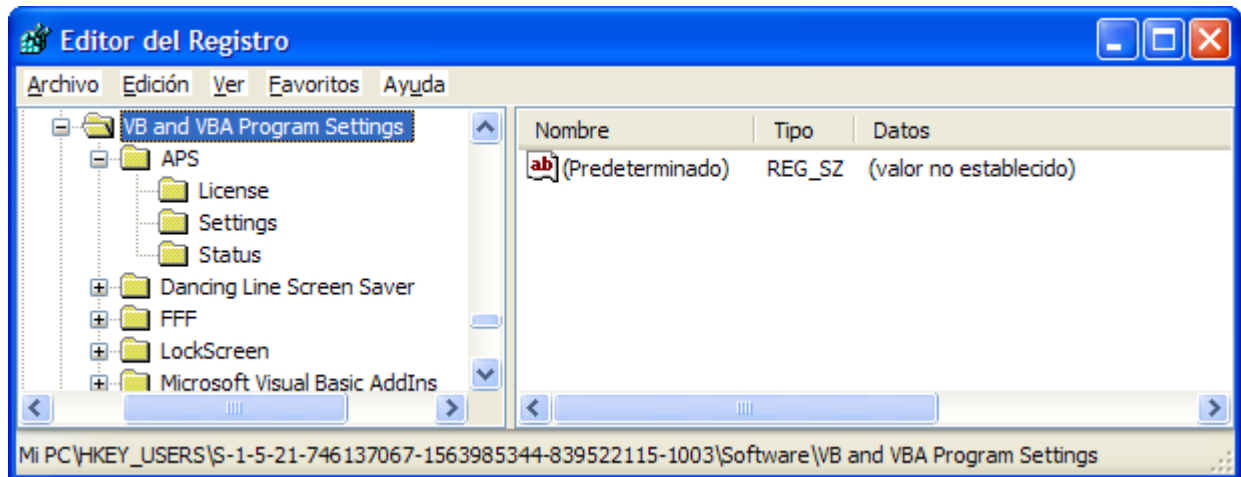 Editor del Registro
Archivo Edición Ver Favoritos Ayuda
VB and VBA Program Settings
APS
License
Settings
Status
Dancing Line Screen Saver
FFF
LockScreen
Microsoft Visual Basic AddIns
Nombre Tipo Datos
ab (Predeterminado) REG_SZ (valor no establecido)
Mi PC\HKEY_USERS\S-1-5-21-746137067-1563985344-839522115-1003\Software\VB and VBA Program Settings